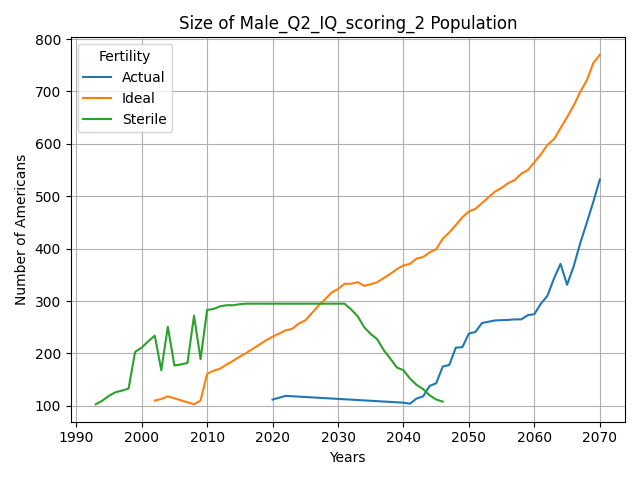 Size of Male_Q2_IQ_scoring_2 Population
800
700
600
500
400
300
200
100
Number of Americans
Fertility
Actual
Ideal
Sterile
1990 2000 2010 2020 2030 2040 2050 2060 2070
Years